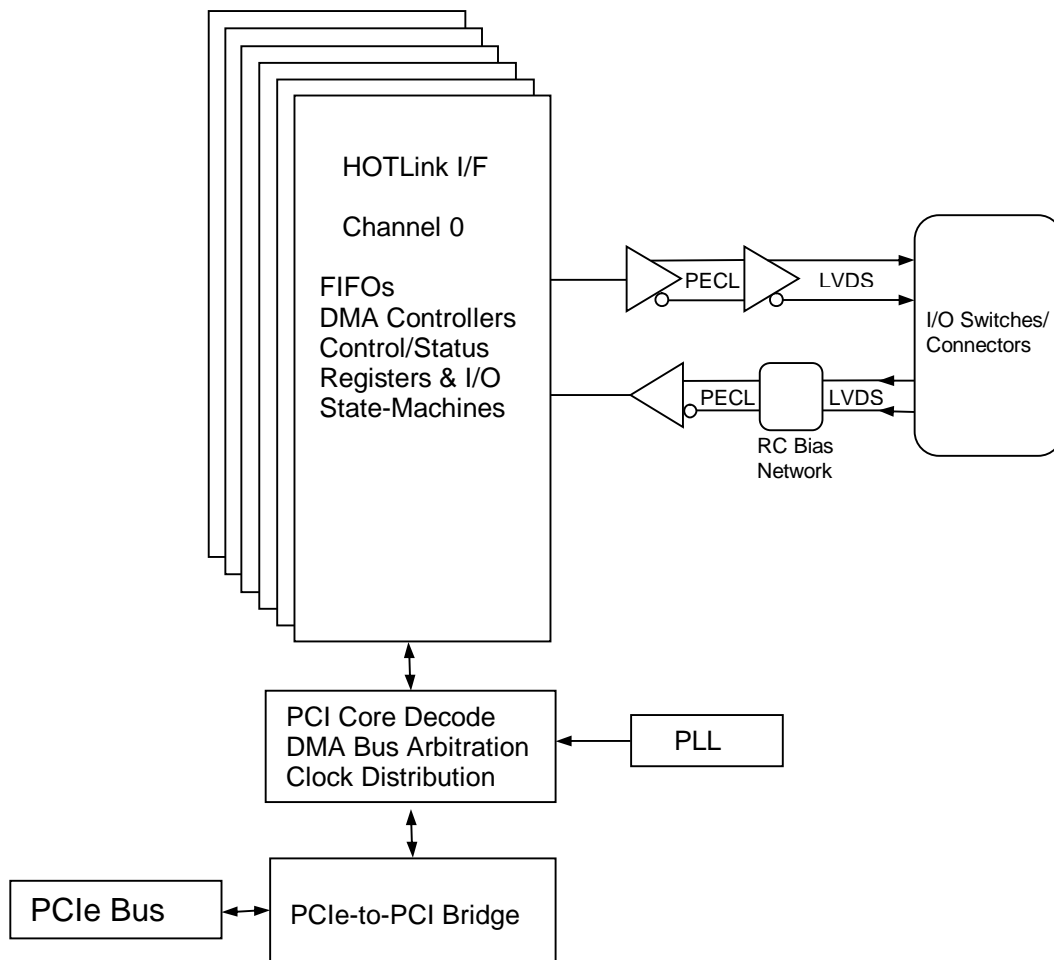 HOTLink I/F
Channel 0
FIFOs
DMA Controllers
Control/Status
Registers & I/O
State-Machines
PECL
LVDS
I/O Switches/
Connectors
PECL
LVDS
RC Bias
Network
PCI Core Decode
DMA Bus Arbitration
Clock Distribution
PLL
PCIe Bus
PCIe-to-PCI Bridge